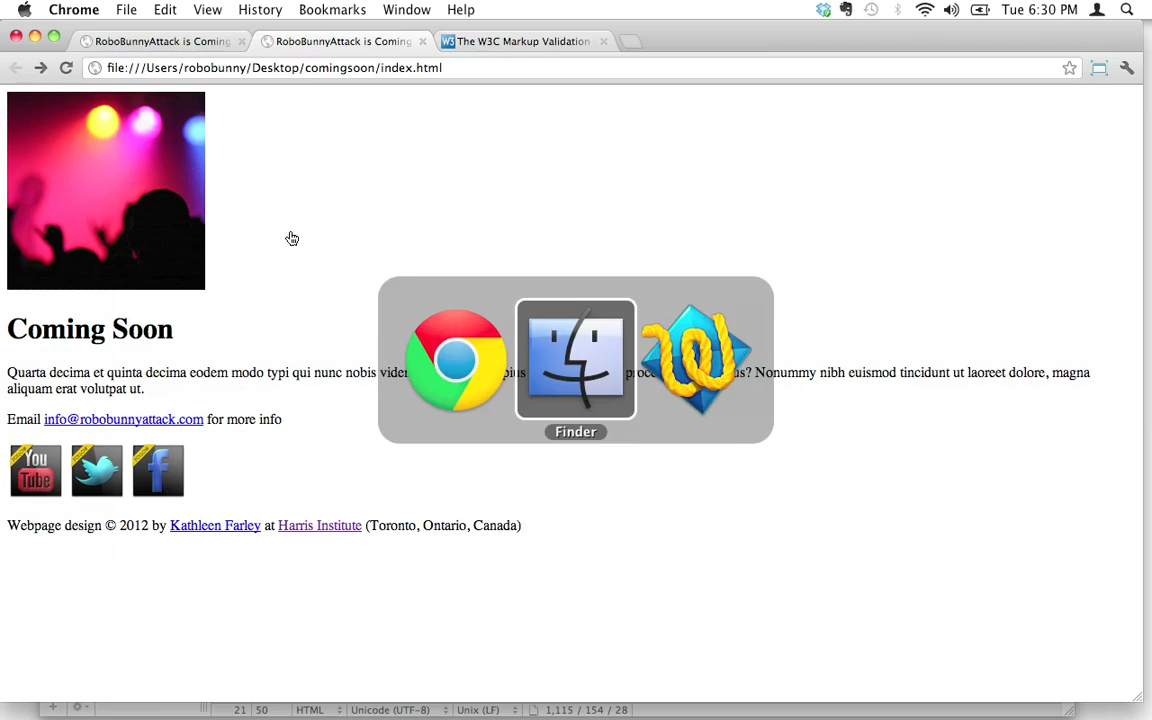 Chrome File Edit View History Bookmarks Window Help Tue 6:30 PM
RoboBunnyAttack is Coming RoboBunnyAttack is Coming W3 The W3C Markup Validation
file:///Users/robobunny/Desktop/comingsoon/index.html
Coming Soon
Quarta decima et quinta decima eodem modo typi qui nunc nobis Nonummy nibh euismod tincidunt ut laoreet dolore, magna
aliquam erat volutpat ut.
Finder
Email info@robobunnyattack.com for more info
FOLLOW You Tube FOLLOW FOLLOW f
Webpage design © 2012 by Kathleen Farley at Harris Institute (Toronto, Ontario, Canada)
21 50 HTML Unicode (UTF-8) Unix (LF) 1,115 / 154 / 28